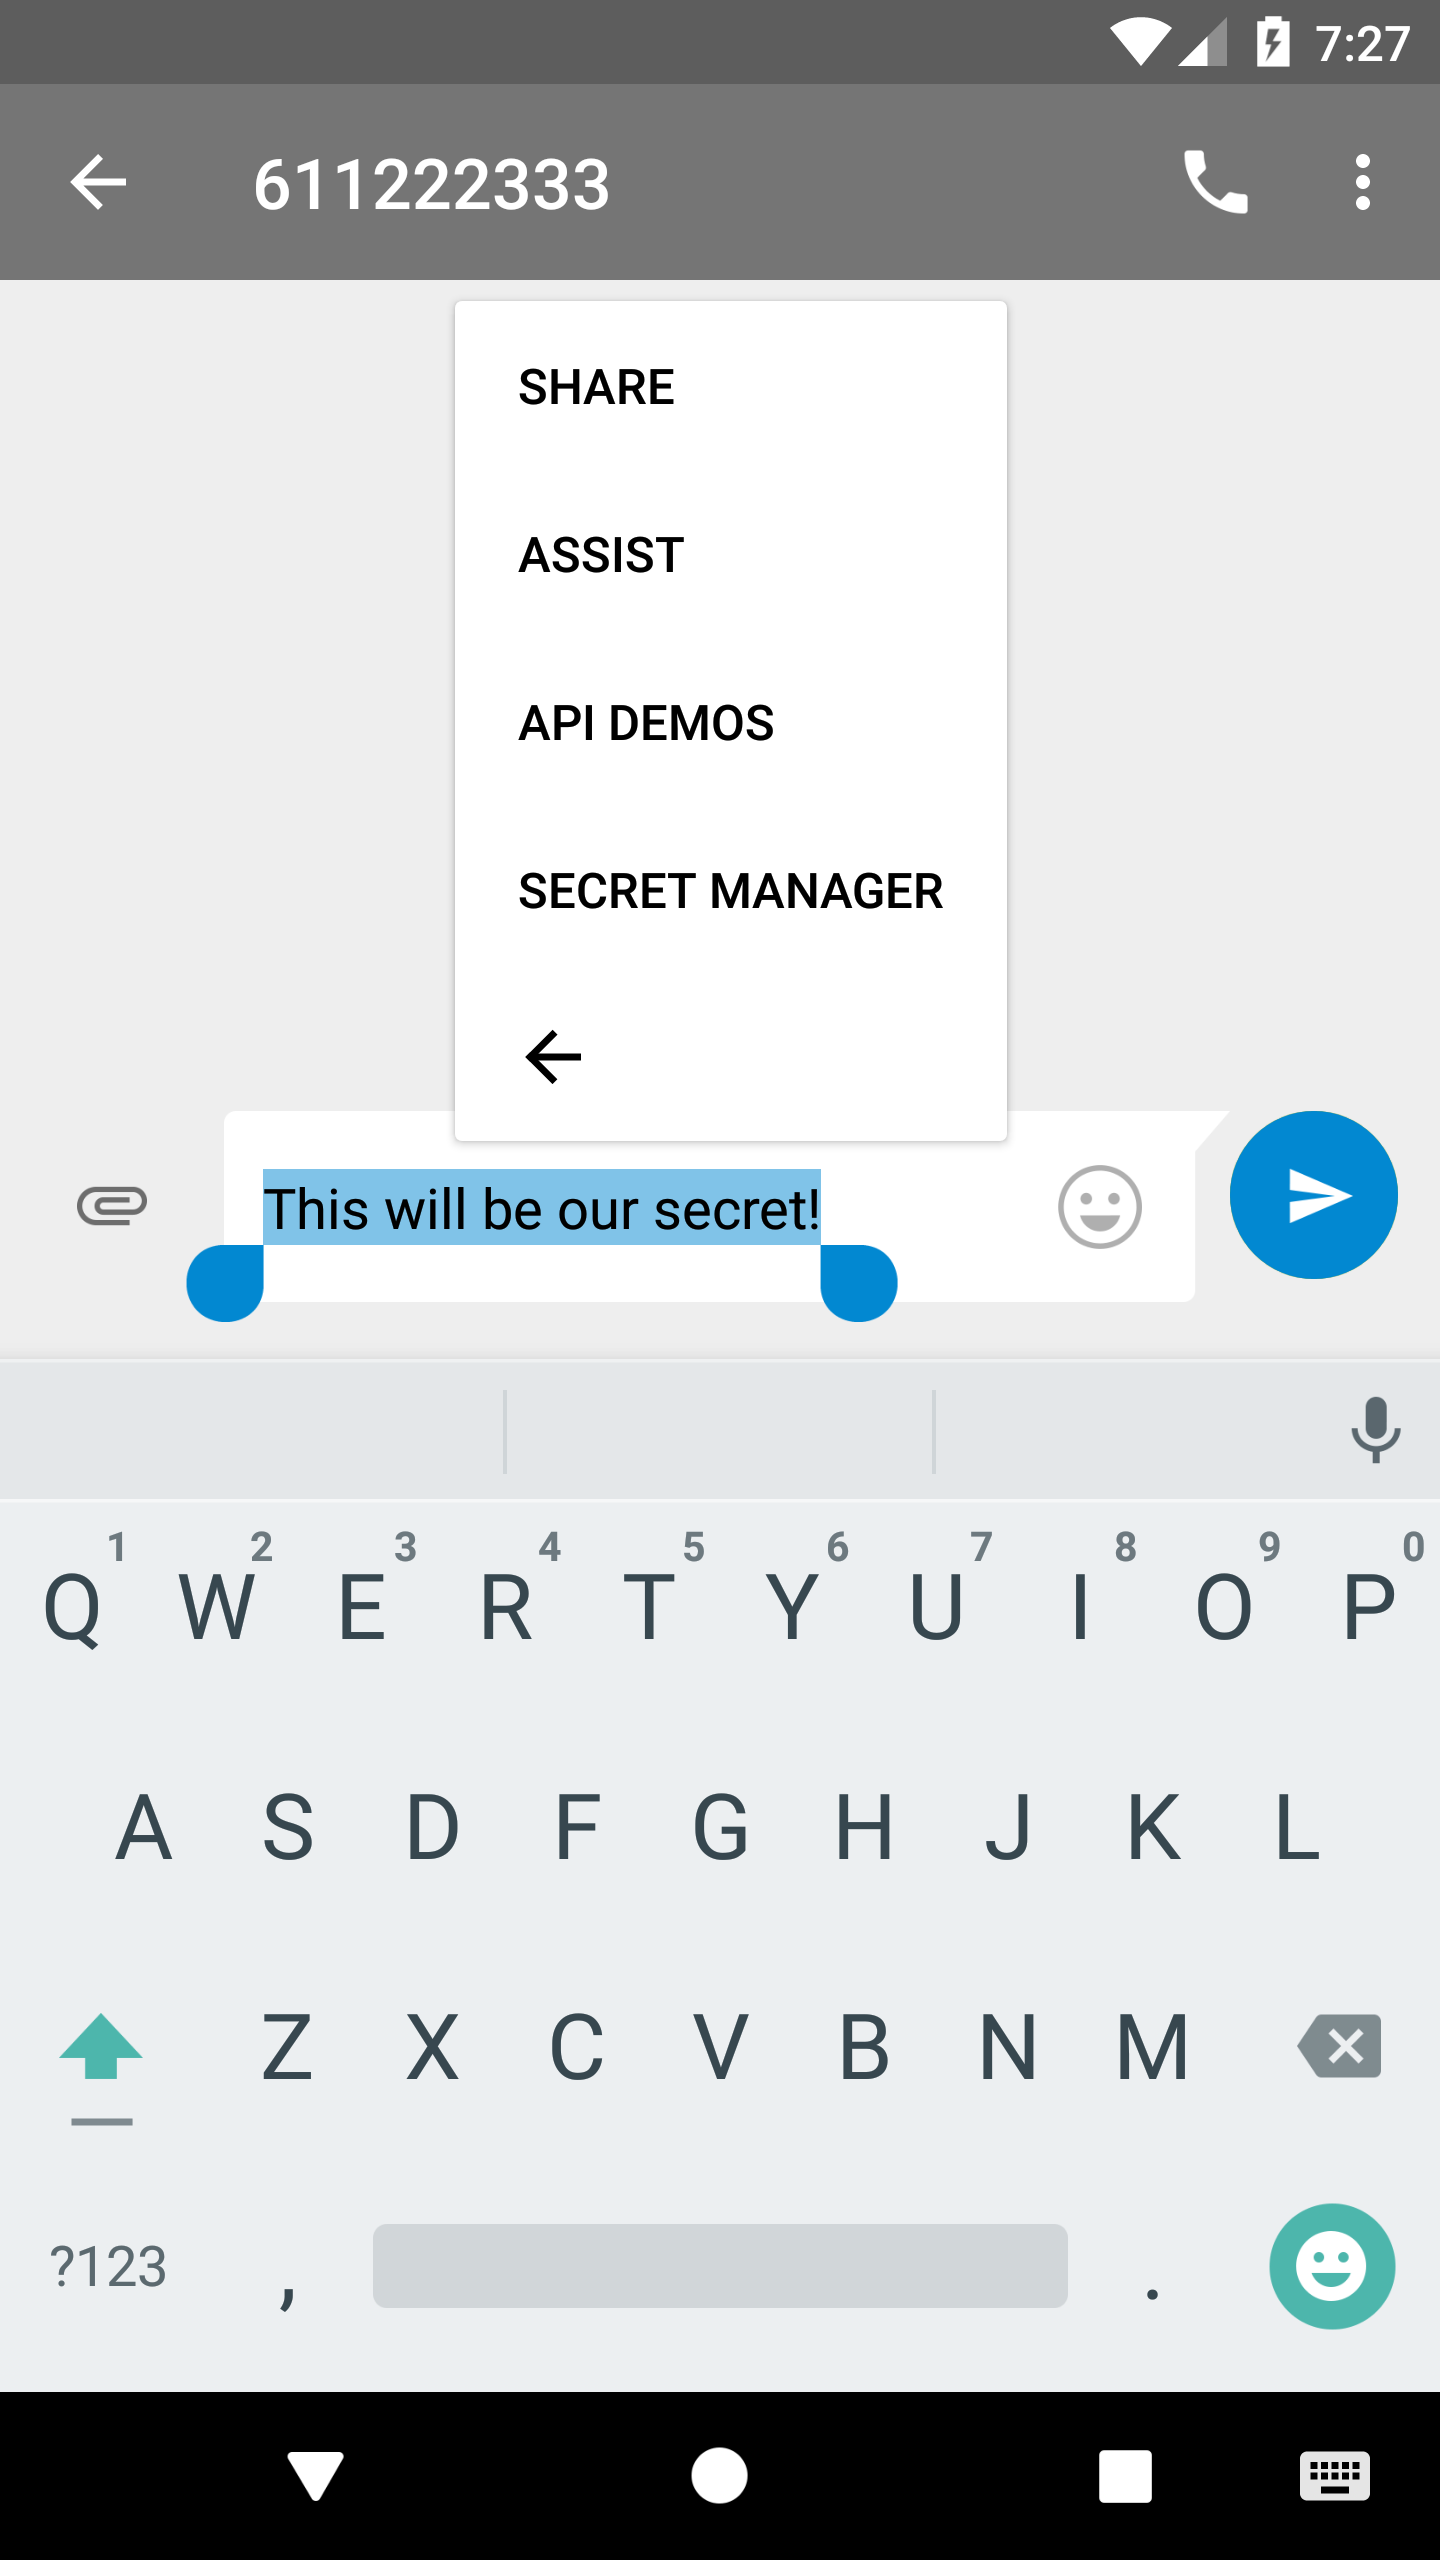 7:27
611222333
SHARE
ASSIST
API DEMOS
SECRET MANAGER
This will be our secret!
1 2 3 4 5 6 7 8 9 0
Q W E R T Y U I O P
A S D F G H J K L
Z X C V B N M
?123 , .